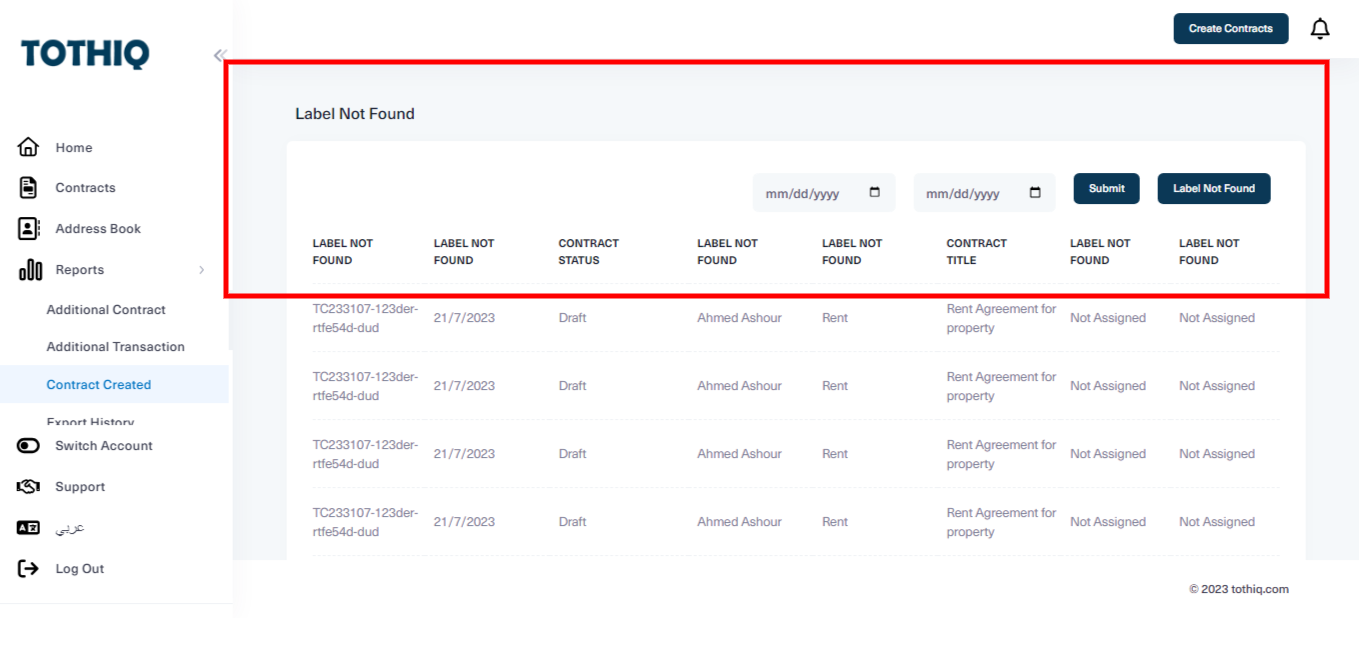 TOTHIQ
Create Contracts
Home
Contracts
Address Book
Reports
Additional Contract
Additional Transaction
Contract Created
Export History
Switch Account
Support
عربي
Log Out
Label Not Found
mm/dd/yyyy mm/dd/yyyy Submit Label Not Found
LABEL NOT LABEL NOT CONTRACT LABEL NOT LABEL NOT CONTRACT LABEL NOT LABEL NOT
FOUND FOUND STATUS FOUND FOUND TITLE FOUND FOUND
TC233107-123der- 21/7/2023 Draft Ahmed Ashour Rent Rent Agreement for Not Assigned Not Assigned
rtfe54d-dud property
TC233107-123der- 21/7/2023 Draft Ahmed Ashour Rent Rent Agreement for Not Assigned Not Assigned
rtfe54d-dud property
TC233107-123der- 21/7/2023 Draft Ahmed Ashour Rent Rent Agreement for Not Assigned Not Assigned
rtfe54d-dud property
TC233107-123der- 21/7/2023 Draft Ahmed Ashour Rent Rent Agreement for Not Assigned Not Assigned
rtfe54d-dud property
© 2023 tothiq.com